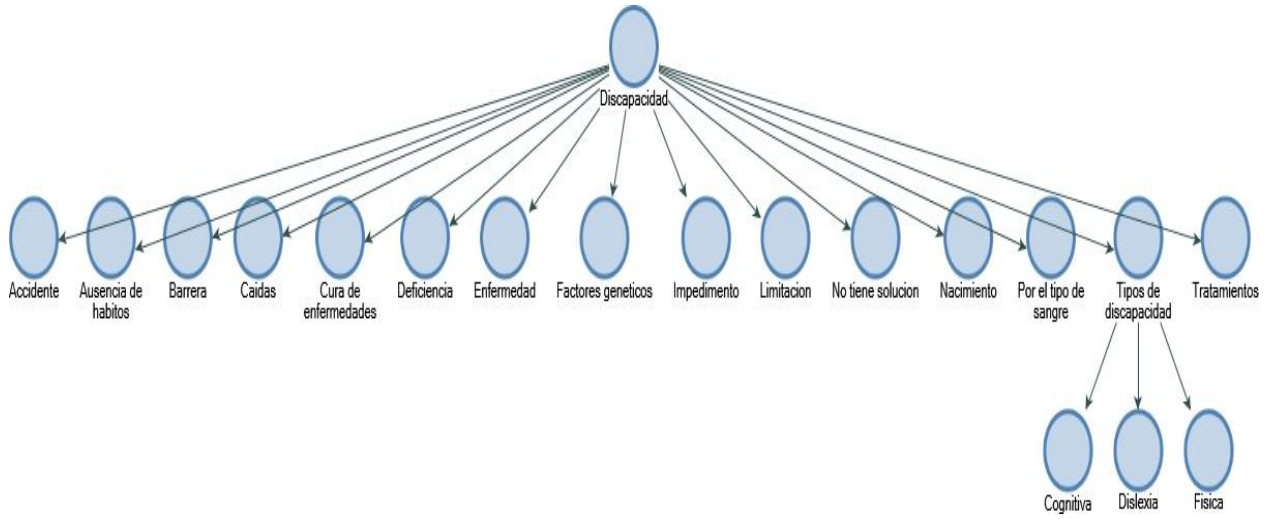 Discapacidad
Accidente
Ausencia de
habitos
Barrera
Caidas
Cura de
enfermedades
Deficiencia
Enfermedad
Factores geneticos
Impedimento
Limitacion
No tiene solucion
Nacimiento
Por el tipo de
sangre
Tipos de
discapacidad
Tratamientos
Cognitiva
Dislexia
Fisica